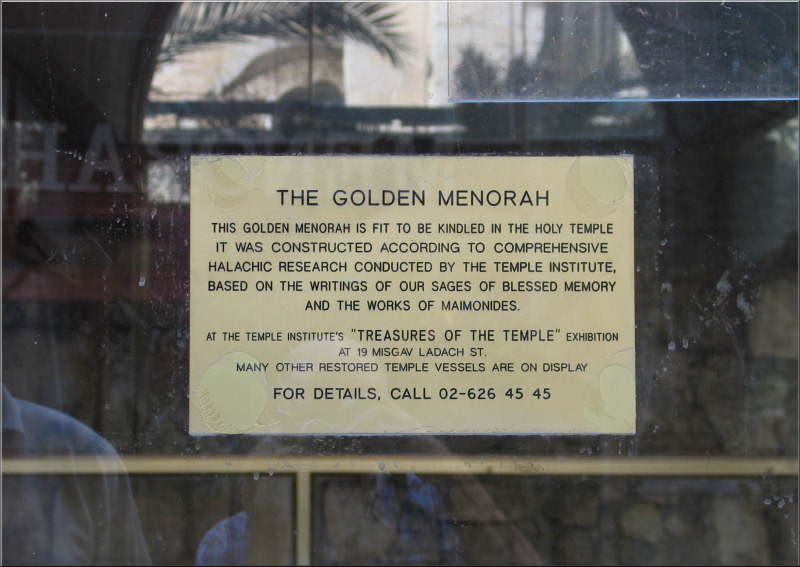 THE GOLDEN MENORAH
THIS GOLDEN MENORAH IS FIT TO BE KINDLED IN THE HOLY TEMPLE
IT WAS CONSTRUCTED ACCORDING TO COMPREHENSIVE
HALACHIC RESEARCH CONDUCTED BY THE TEMPLE INSTITUTE,
BASED ON THE WRITINGS OF OUR SAGES OF BLESSED MEMORY
AND THE WORKS OF MAIMONIDES.
AT THE TEMPLE INSTITUTE'S "TREASURES OF THE TEMPLE" EXHIBITION
AT 19 MISGAV LADACH ST.
MANY OTHER RESTORED TEMPLE VESSELS ARE ON DISPLAY
FOR DETAILS, CALL 02-626 45 45